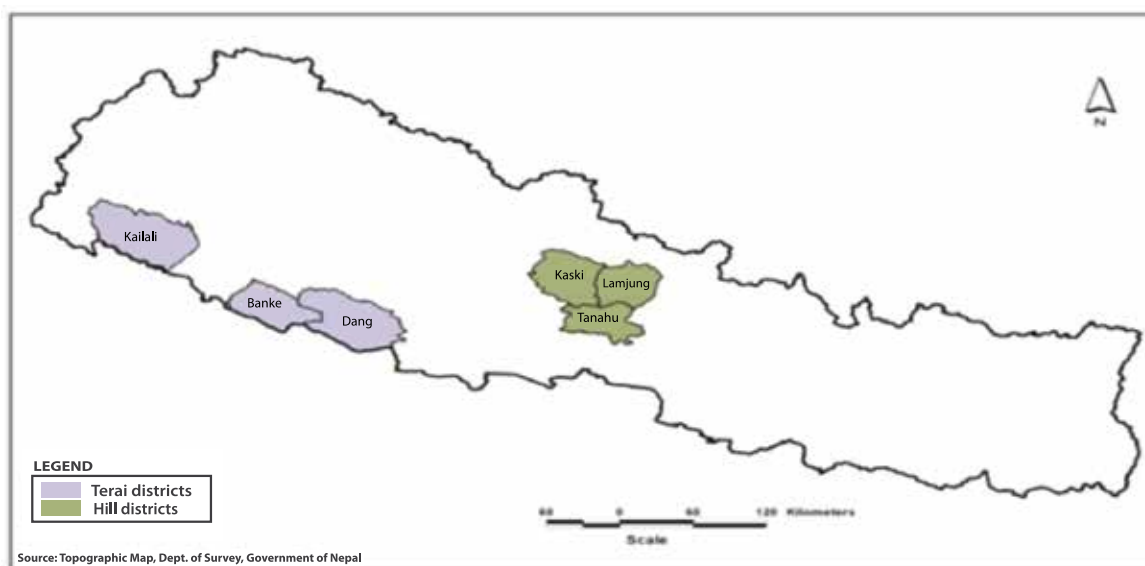 N
Kailali
Kaski
Lamjung
Banke
Dang
Tanahu
LEGEND
Terai districts
Hill districts
60 0 60 120 Kilometers
Scale
Source: Topographic Map, Dept. of Survey, Government of Nepal